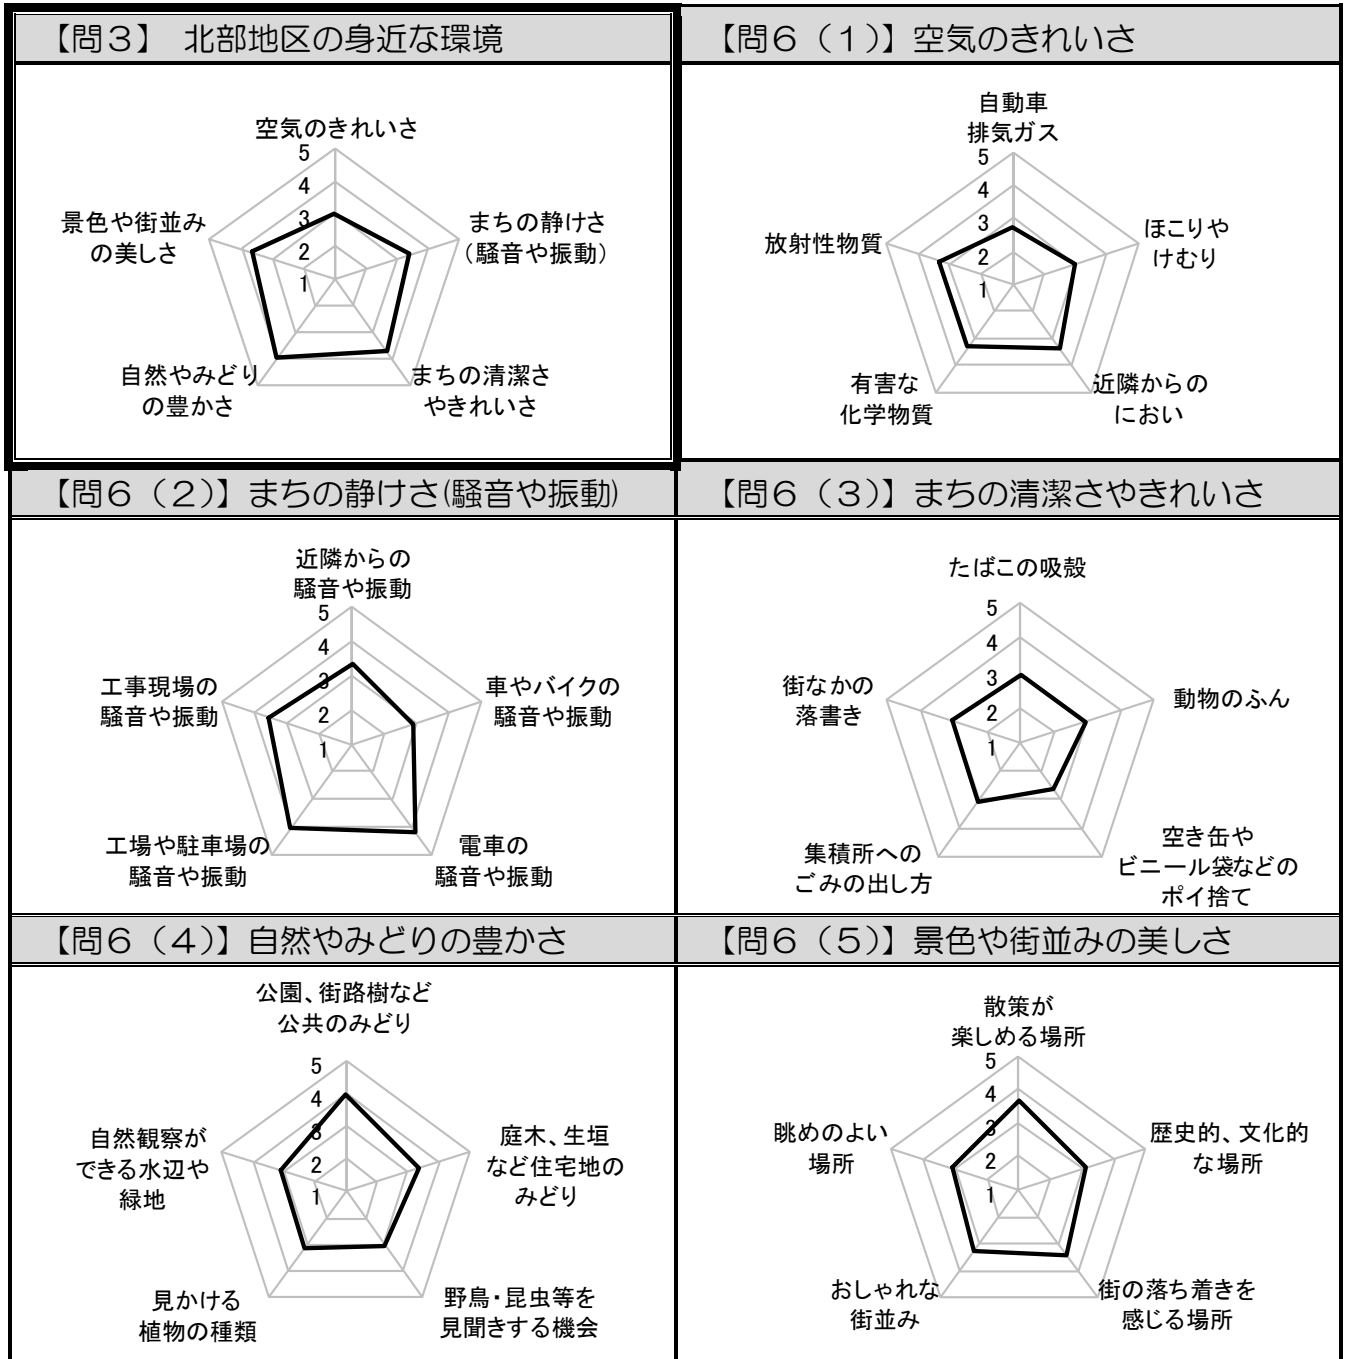 【問３】 北部地区の身近な環境
空気のきれいさ
5
4
3
2
1
景色や街並み
の美しさ
まちの静けさ
（騒音や振動）
自然やみどり
の豊かさ
まちの清潔さ
やきれいさ
【問６（１）】空気のきれいさ
自動車
排気ガス
5
4
3
2
1
放射性物質
ほこりや
けむり
有害な
化学物質
近隣からの
におい
【問６（２）】まちの静けさ(騒音や振動)
近隣からの
騒音や振動
5
4
3
2
1
工事現場の
騒音や振動
車やバイクの
騒音や振動
工場や駐車場の
騒音や振動
電車の
騒音や振動
【問６（３）】まちの清潔さやきれいさ
たばこの吸殻
5
4
3
2
1
街なかの
落書き
動物のふん
集積所への
ごみの出し方
空き缶や
ビニール袋などの
ポイ捨て
【問６（４）】自然やみどりの豊かさ
公園、街路樹など
公共のみどり
5
4
3
2
1
自然観察が
できる水辺や
緑地
庭木、生垣
など住宅地の
みどり
見かける
植物の種類
野鳥・昆虫等を
見聞きする機会
【問６（５）】景色や街並みの美しさ
散策が
楽しめる場所
5
4
3
2
1
眺めのよい
場所
歴史的、文化的
な場所
おしゃれな
街並み
街の落ち着きを
感じる場所